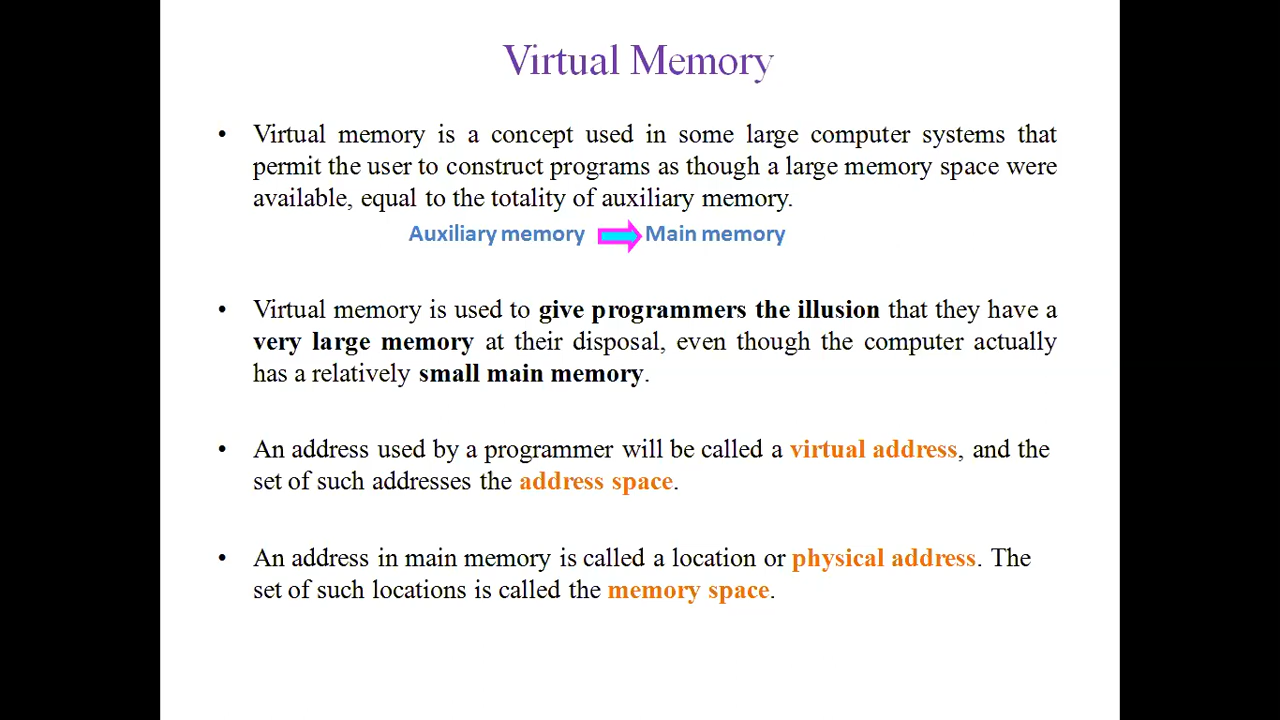 Virtual Memory
• Virtual memory is a concept used in some large computer systems that
permit the user to construct programs as though a large memory space were
available, equal to the totality of auxiliary memory.
Auxiliary memory Main memory
• Virtual memory is used to give programmers the illusion that they have a
very large memory at their disposal, even though the computer actually
has a relatively small main memory.
• An address used by a programmer will be called a virtual address, and the
set of such addresses the address space.
• An address in main memory is called a location or physical address. The
set of such locations is called the memory space.